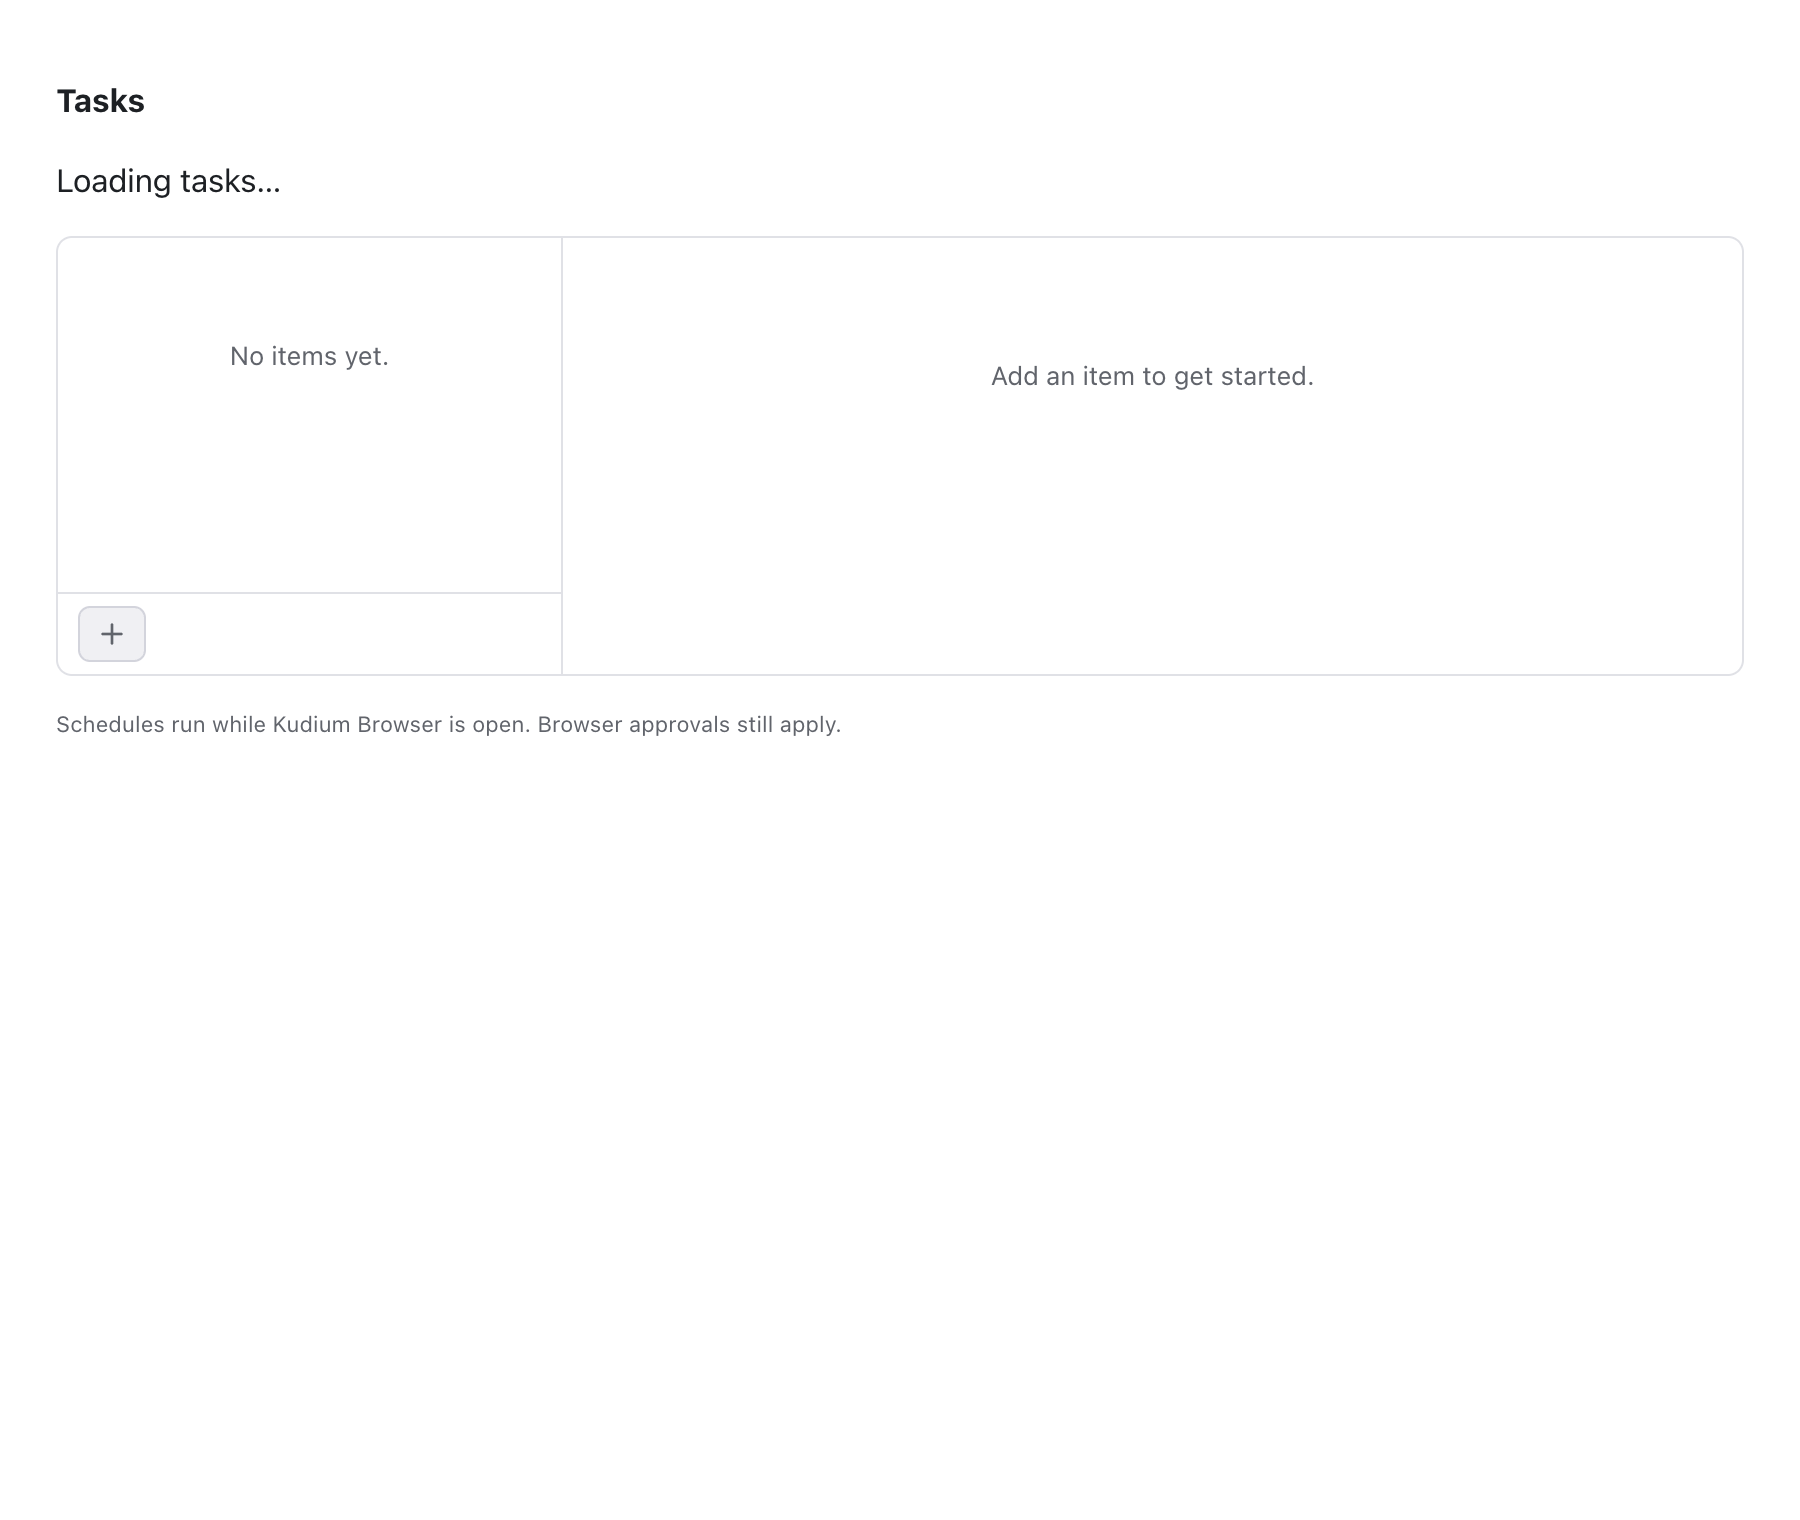 Tasks
Loading tasks...
No items yet.
Add an item to get started.
Schedules run while Kudium Browser is open. Browser approvals still apply.